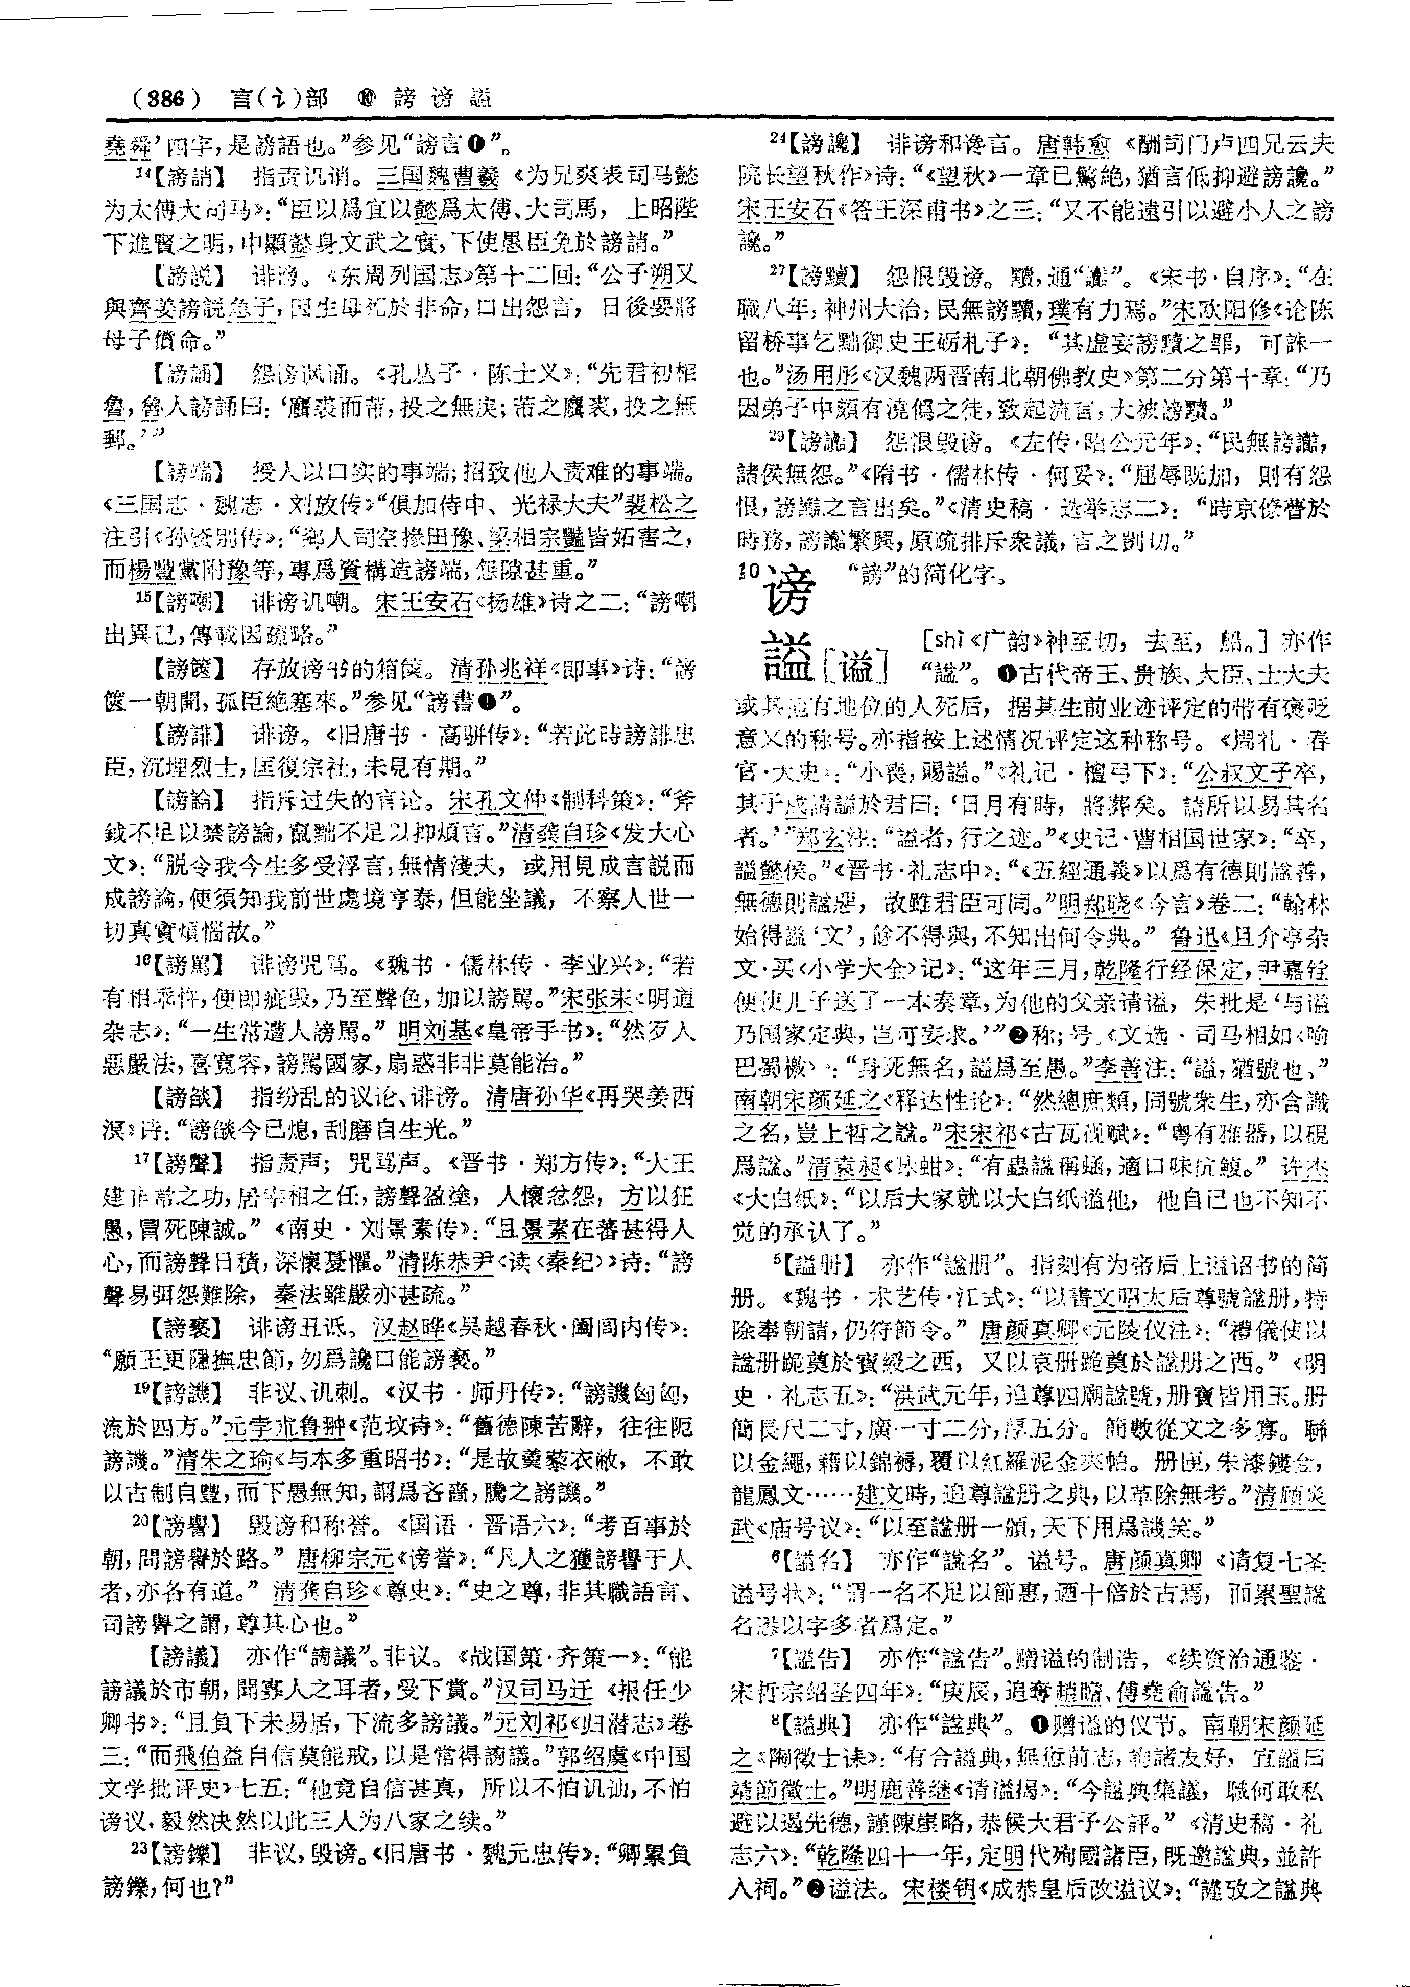 (386) 言(讠)部 ⑩ 謗 谤 謚
堯舜’四字，是謗語也。”参见“謗言❶”。
14【謗誚】 指责讥诮。三国魏曹羲《为兄爽表司马懿
为太傅大司马》：“臣以爲宜以懿爲太傅、大司馬，上昭陛
下進賢之明，中顯懿身文武之實，下使愚臣免於謗誚。”
【謗説】 诽谤。《东周列国志》第十二回：“公子朔又
與齊姜謗説急子，因生母死於非命，口出怨言，日後要將
母子償命。”
【謗誦】 怨谤讽诵。《孔丛子·陈士义》：“先君初相
魯，魯人謗誦曰：‘麛裘而芾，投之無戾；芾之麛裘，投之無
郵。’”
【謗端】 授人以口实的事端；招致他人责难的事端。
《三国志·魏志·刘放传》“俱加侍中、光禄大夫”裴松之
注引《孙资别传》：“鄉人司空掾田豫、梁相宗豔皆妬害之，
而楊豐黨附豫等，專爲資構造謗端，怨隙甚重。”
15【謗嘲】 诽谤讥嘲。宋王安石《扬雄》诗之二：“謗嘲
出異己，傳載因疏略。”
【謗篋】 存放谤书的箱箧。清孙兆祥《即事》诗：“謗
篋一朝開，孤臣絶塞來。”参见“謗書❶”。
【謗誹】 诽谤。《旧唐书·高骈传》：“若此時謗誹忠
臣，沉埋烈士，匡復宗社，未見有期。”
【謗論】 指斥过失的言论。宋孔文仲《制科策》：“斧
鉞不足以禁謗論，竄黜不足以抑煩言。”清龚自珍《发大心
文》：“脱令我今生多受浮言，無情淺夫，或用見成言説而
成謗論，便須知我前世處境亨泰，但能坐議，不察人世一
切真實煩惱故。”
16【謗駡】 诽谤咒骂。《魏书·儒林传·李业兴》：“若
有相乖忤，便即疵毁，乃至聲色，加以謗駡。”宋张耒《明道
杂志》：“一生常遭人謗駡。”明刘基《皇帝手书》：“然歹人
惡嚴法，喜寛容，謗駡國家，扇惑非非莫能治。”
【謗燄】 指纷乱的议论、诽谤。清唐孙华《再哭姜西
溟》诗：“謗燄今已熄，刮磨自生光。”
17【謗聲】 指责声；咒骂声。《晋书·郑方传》：“大王
建非常之功，居宰相之任，謗聲盈塗，人懷忿怨，方以狂
愚，冒死陳誠。”《南史·刘景素传》：“且景素在蕃甚得人
心，而謗聲日積，深懷憂懼。”清陈恭尹《读〈秦纪〉》诗：“謗
聲易弭怨難除，秦法雖嚴亦甚疏。”
【謗褻】 诽谤丑诋。汉赵晔《吴越春秋·阖闾内传》：
“願王更隱撫忠節，勿爲讒口能謗褻。”
19【謗譏】 非议、讥刺。《汉书·师丹传》：“謗譏匈匈，
流於四方。”元孛朮鲁翀《范坟诗》：“舊德陳苦辭，往往阨
謗譏。”清朱之瑜《与本多重昭书》：“是故羹藜衣敝，不敢
以古制自豐，而下愚無知，謂爲吝嗇，騰之謗譏。”
20【謗譽】 毁谤和称誉。《国语·晋语六》：“考百事於
朝，問謗譽於路。”唐柳宗元《谤誉》：“凡人之獲謗譽于人
者，亦各有道。”清龚自珍《尊史》：“史之尊，非其職語言、
司謗譽之謂，尊其心也。”
【謗議】 亦作“謗議”。非议。《战国策·齐策一》：“能
謗議於市朝，聞寡人之耳者，受下賞。”汉司马迁《报任少
卿书》：“且負下未易居，下流多謗議。”元刘祁《归潜志》卷
三：“而飛伯益自信莫能戒，以是常得謗議。”郭绍虞《中国
文学批评史》七五：“他竟自信甚真，所以不怕讥讪，不怕
谤议，毅然决然以此三人为八家之续。”
23【謗鑠】 非议，毁谤。《旧唐书·魏元忠传》：“卿累負
謗鑠，何也？”
24【謗讒】 诽谤和谗言。唐韩愈《酬司门卢四兄云夫
院长望秋作》诗：“《望秋》一章已驚絶，猶言低抑避謗讒。”
宋王安石《答王深甫书》之三：“又不能遠引以避小人之謗
讒。”
27【謗黷】 怨恨毁谤。黷，通“讟”。《宋书·自序》：“在
職八年，神州大治，民無謗黷，璞有力焉。”宋欧阳修《论陈
留桥事乞黜御史王砺札子》：“其虚妄謗黷之罪，可誅一
也。”汤用彤《汉魏两晋南北朝佛教史》第二分第十章：“乃
因弟子中頗有澆僞之徒，致起流言，大被謗黷。”
29【謗讟】 怨恨毁谤。《左传·昭公元年》：“民無謗讟，
諸侯無怨。”《隋书·儒林传·何妥》：“屈辱既加，則有怨
恨，謗讟之言出矣。”《清史稿·选举志二》：“時京僚瞢於
時務，謗讟繁興，原疏排斥衆議，言之剴切。”
10谤 “謗”的简化字。
謚[谥] [shì《广韵》神至切，去至，船。]亦作
“諡”。❶古代帝王、贵族、大臣、士大夫
或其他有地位的人死后，据其生前业迹评定的带有褒贬
意义的称号。亦指按上述情况评定这种称号。《周礼·春
官·大史》：“小喪，賜謚。”《礼记·檀弓下》：“公叔文子卒，
其子戍請謚於君曰：‘日月有時，將葬矣。請所以易其名
者。’”郑玄注：“謚者，行之迹。”《史记·曹相国世家》：“卒，
謚懿侯。”《晋书·礼志中》：“《五經通義》以爲有德則謚善，
無德則謚惡，故雖君臣可同。”明郑晓《今言》卷二：“翰林
始得謚‘文’，餘不得與，不知出何令典。”鲁迅《且介亭杂
文·买〈小学大全〉记》：“这年三月，乾隆行经保定，尹嘉铨
便使儿子送了一本奏章，为他的父亲请谥，朱批是‘与谥
乃国家定典，岂可妄求。’”❷称；号。《文选·司马相如〈喻
巴蜀檄〉》：“身死無名，謚爲至愚。”李善注：“謚，猶號也。”
南朝宋颜延之《释达性论》：“然總庶類，同號衆生，亦含識
之名，豈上哲之謚。”宋宋祁《古瓦砚赋》：“粤有雅器，以硯
爲謚。”清袁昶《咏蚶》：“有蟲謚稱蚶，適口味抗鰒。”许杰
《大白纸》：“以后大家就以大白纸谥他，他自己也不知不
觉的承认了。”
5【謚册】 亦作“諡册”。指刻有为帝后上谥诏书的简
册。《魏书·术艺传·江式》：“以書文昭太后尊號謚册，特
除奉朝請，仍符節令。”唐颜真卿《元陵仪注》：“禮儀使以
謚册跪奠於寳綬之西，又以哀册跪奠於謚册之西。”《明
史·礼志五》：“洪武元年，追尊四廟謚號，册寶皆用玉。册
簡長尺二寸，廣一寸二分，厚五分。簡數從文之多寡。聯
以金繩，藉以錦褥，覆以紅羅泥金夾帕。册匣，朱漆鏤金，
龍鳳文……建文時，追尊謚册之典，以革除無考。”清顾炎
武《庙号议》：“以至謚册一頒，天下用爲譏笑。”
6【謚名】 亦作“諡名”。谥号。唐颜真卿《请复七圣
谥号状》：“謂一名不足以節惠，迺十倍於古焉，而累聖謚
名悉以字多者爲定。”
7【謚告】 亦作“諡告”。赠谥的制诰。《续资治通鉴·
宋哲宗绍圣四年》：“庚辰，追奪趙瞻、傅堯俞謚告。”
8【謚典】 亦作“諡典”。❶赠谥的仪节。南朝宋颜延
之《陶徵士诔》：“有合謚典，無愆前志，詢諸友好，宜謚曰
靖節徵士。”明鹿善继《请谥揭》：“今謚典集議，職何敢私
避以遏先德，謹陳崖略，恭候大君子公評。”《清史稿·礼
志六》：“乾隆四十一年，定明代殉國諸臣，既邀謚典，並許
入祠。”❷谥法。宋楼钥《成恭皇后改谥议》：“謹攷之謚典